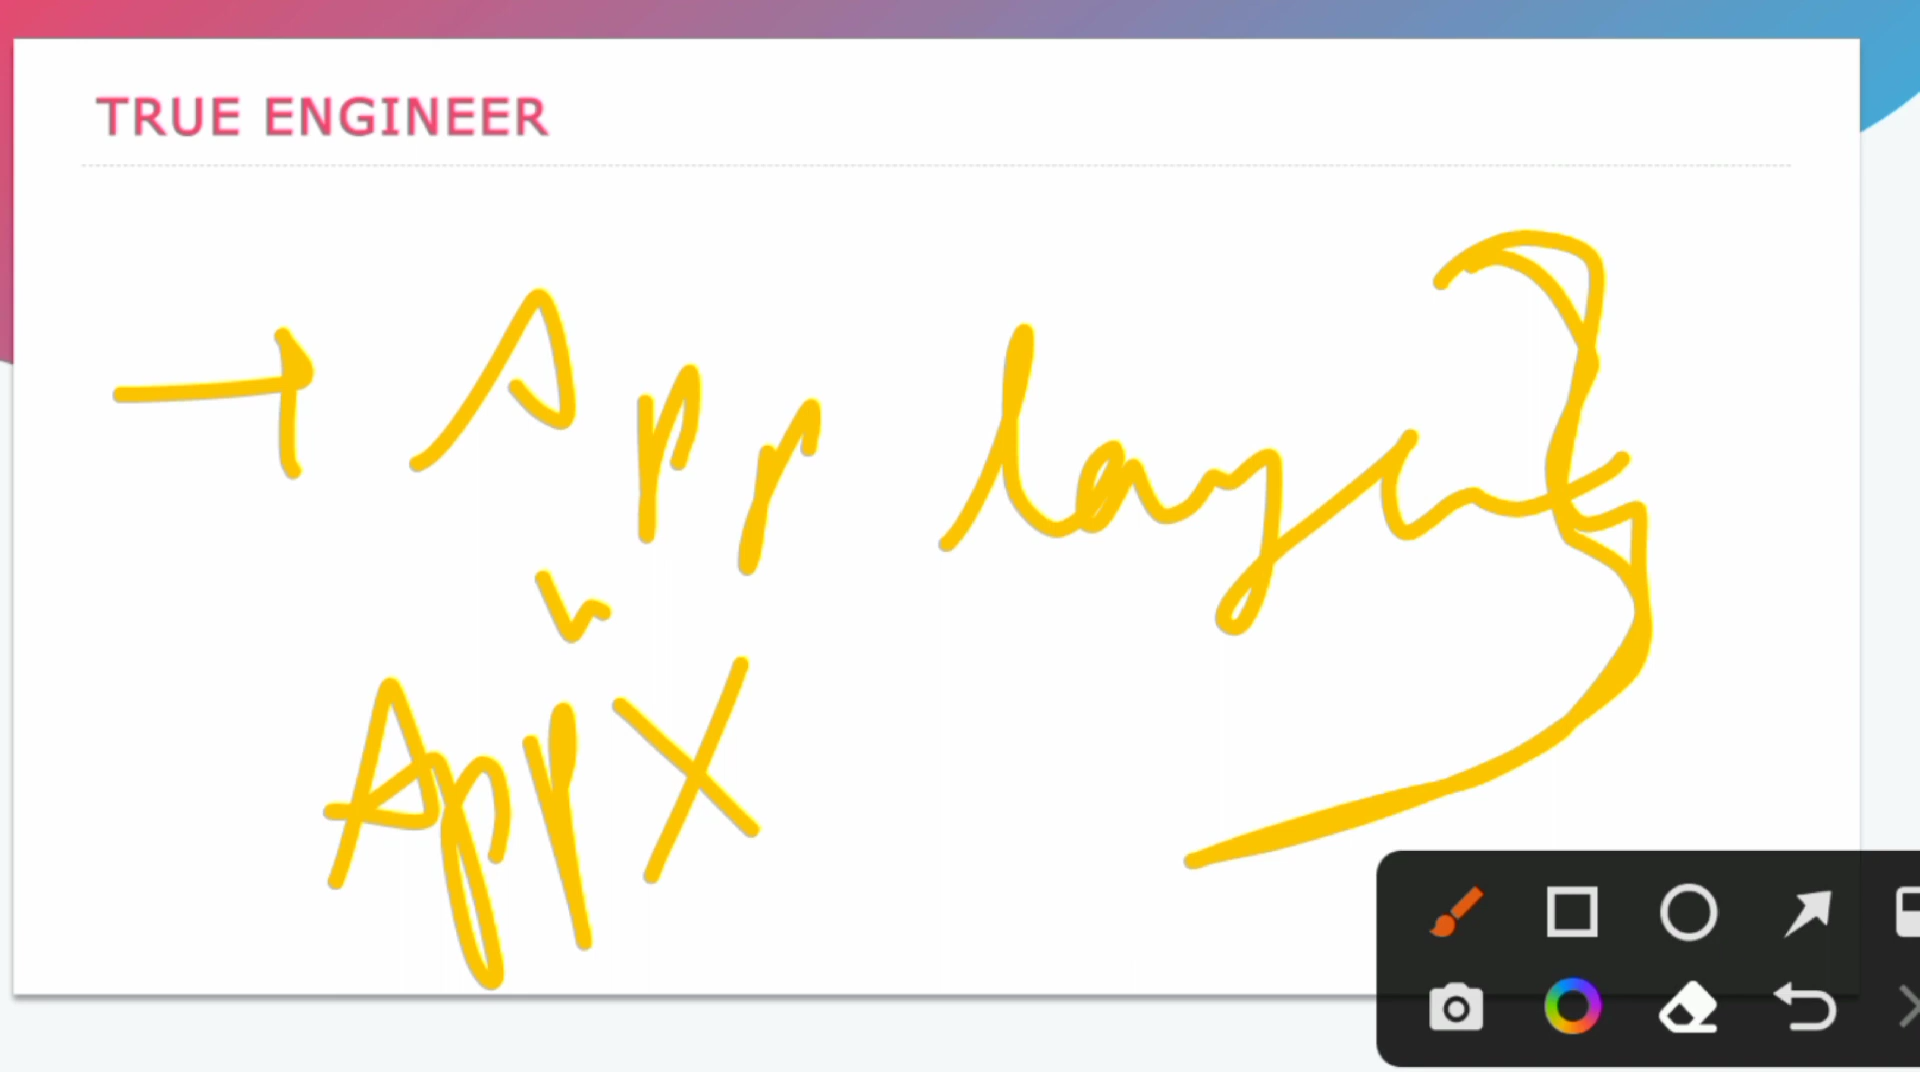 TRUE ENGINEER
→ App layer
App X